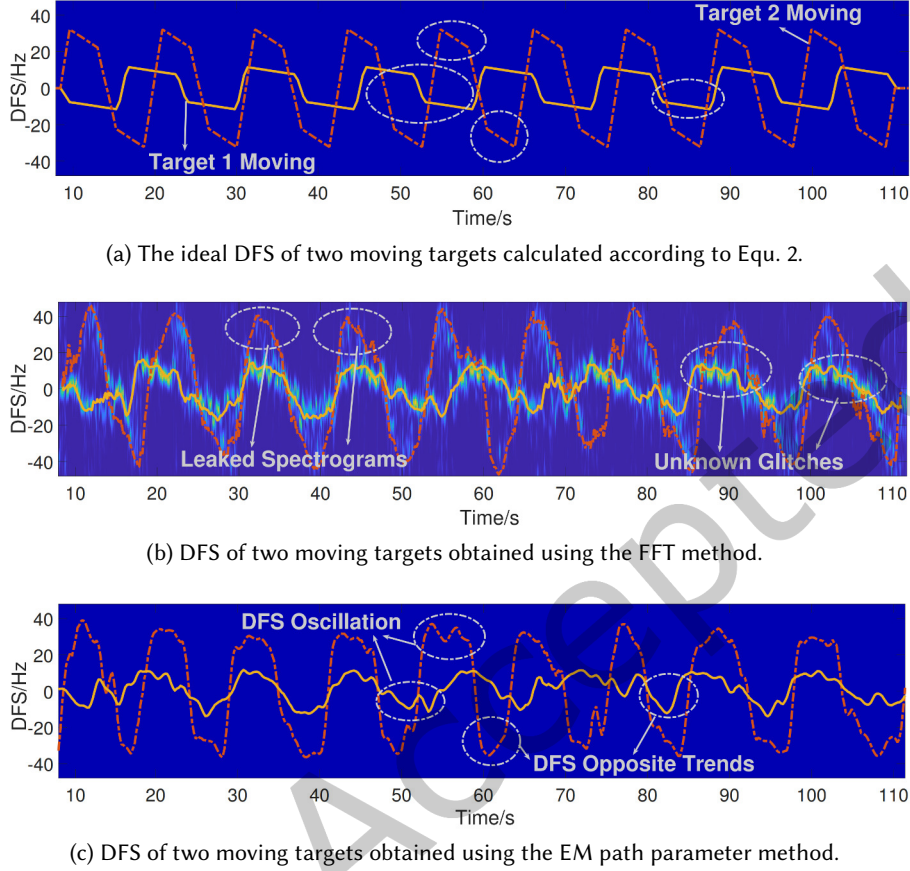 40
20
0
-20
-40
DFS/Hz
Target 2 Moving
Target 1 Moving
10 20 30 40 50 60 70 80 90 100 110
Time/s
(a) The ideal DFS of two moving targets calculated according to Equ. 2.
40
20
0
-20
-40
DFS/Hz
Leaked Spectrograms
Unknown Glitches
10 20 30 40 50 60 70 80 90 100 110
Time/s
(b) DFS of two moving targets obtained using the FFT method.
40
20
0
-20
-40
DFS/Hz
DFS Oscillation
DFS Opposite Trends
10 20 30 40 50 60 70 80 90 100 110
Time/s
(c) DFS of two moving targets obtained using the EM path parameter method.
Accepted